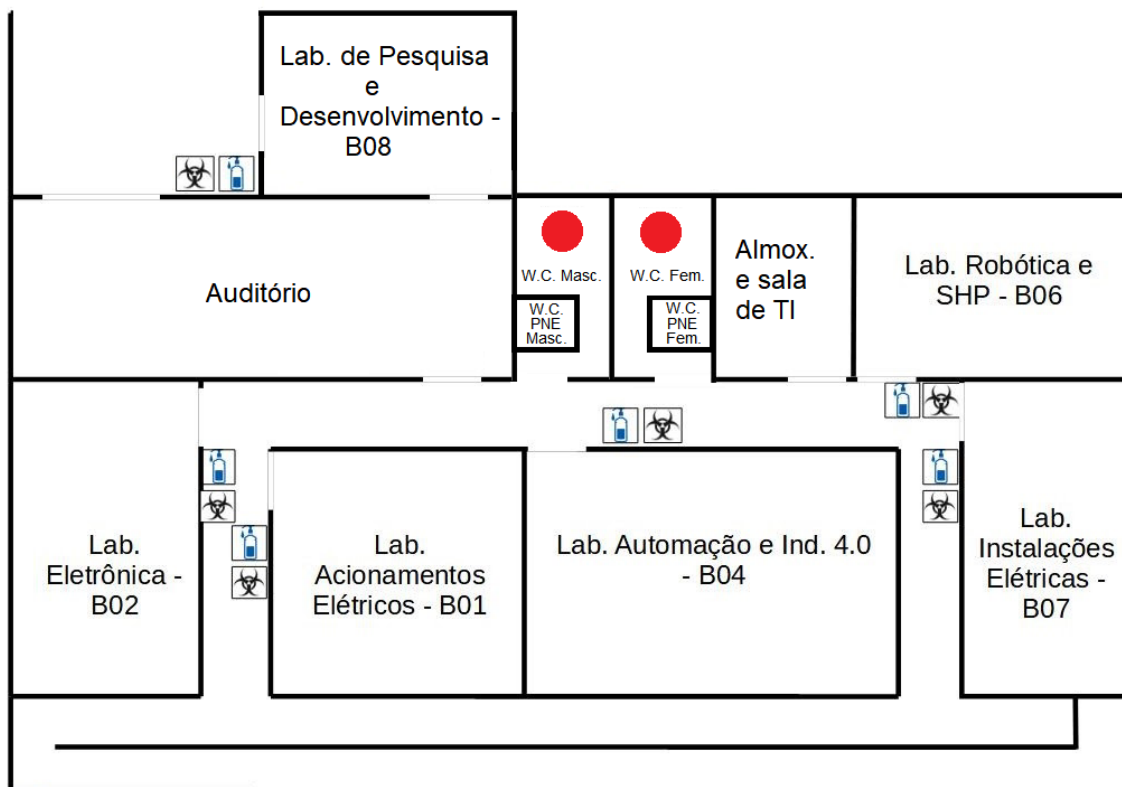 Lab. de Pesquisa
e
Desenvolvimento -
B08
Auditório
W.C. Masc.
W.C.
PNE
Masc.
W.C. Fem.
W.C.
PNE
Fem.
Almox.
e sala
de TI
Lab. Robótica e
SHP - B06
Lab.
Eletrônica -
B02
Lab.
Acionamentos
Elétricos - B01
Lab. Automação e Ind. 4.0
- B04
Lab.
Instalações
Elétricas -
B07